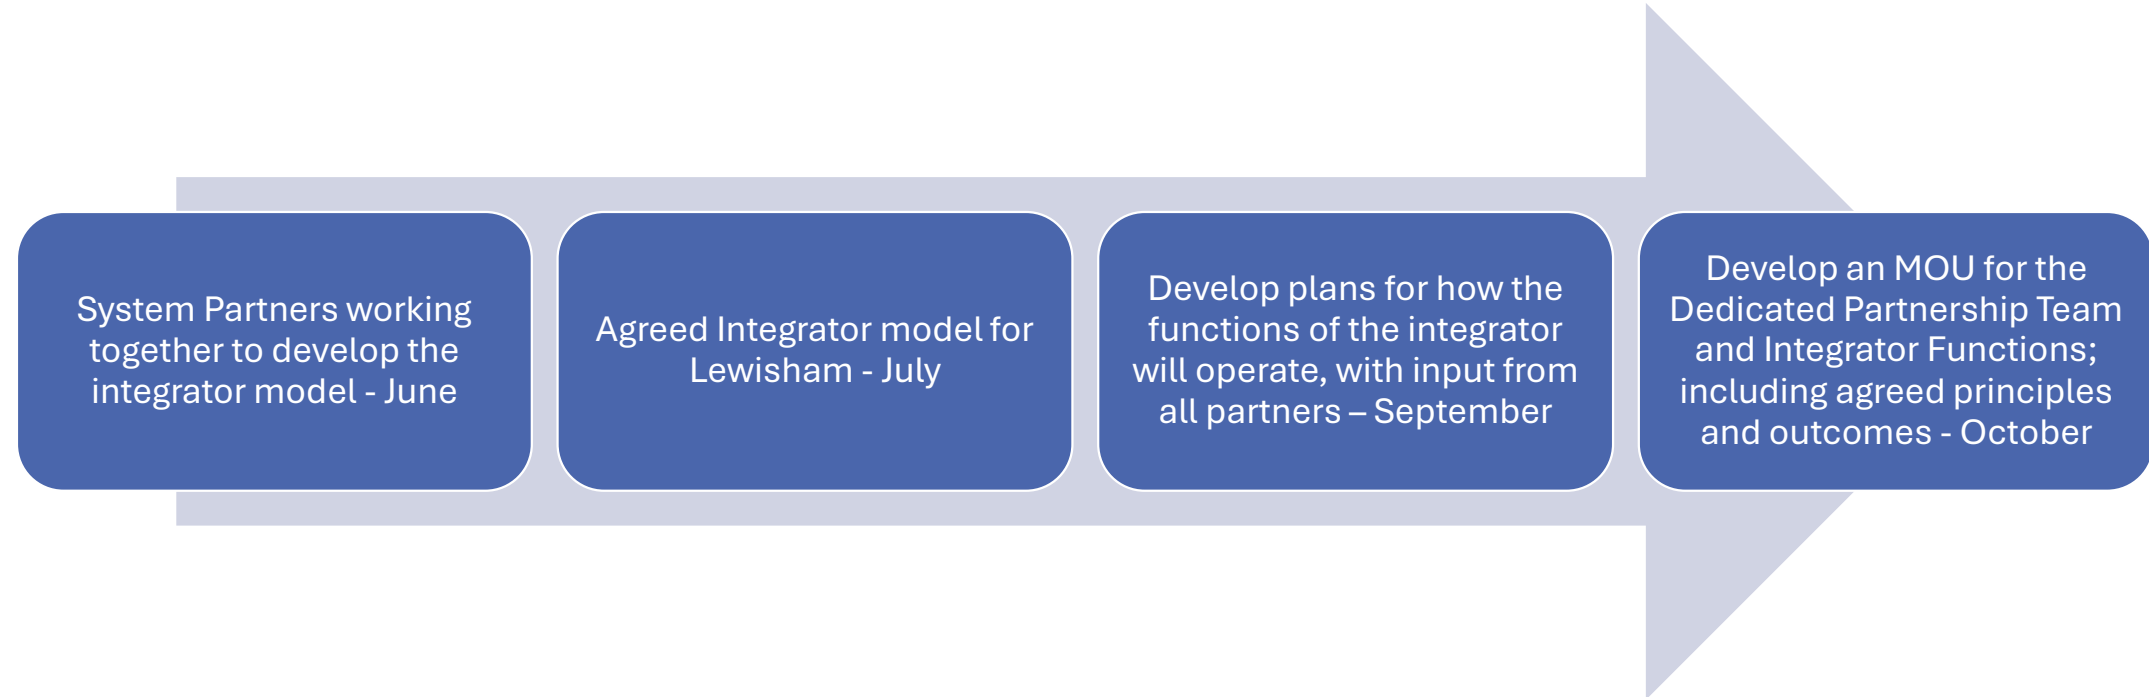 System Partners working
together to develop the
integrator model - June
Agreed Integrator model for
Lewisham - July
Develop plans for how the
functions of the integrator
will operate, with input from
all partners – September
Develop an MOU for the
Dedicated Partnership Team
and Integrator Functions;
including agreed principles
and outcomes - October